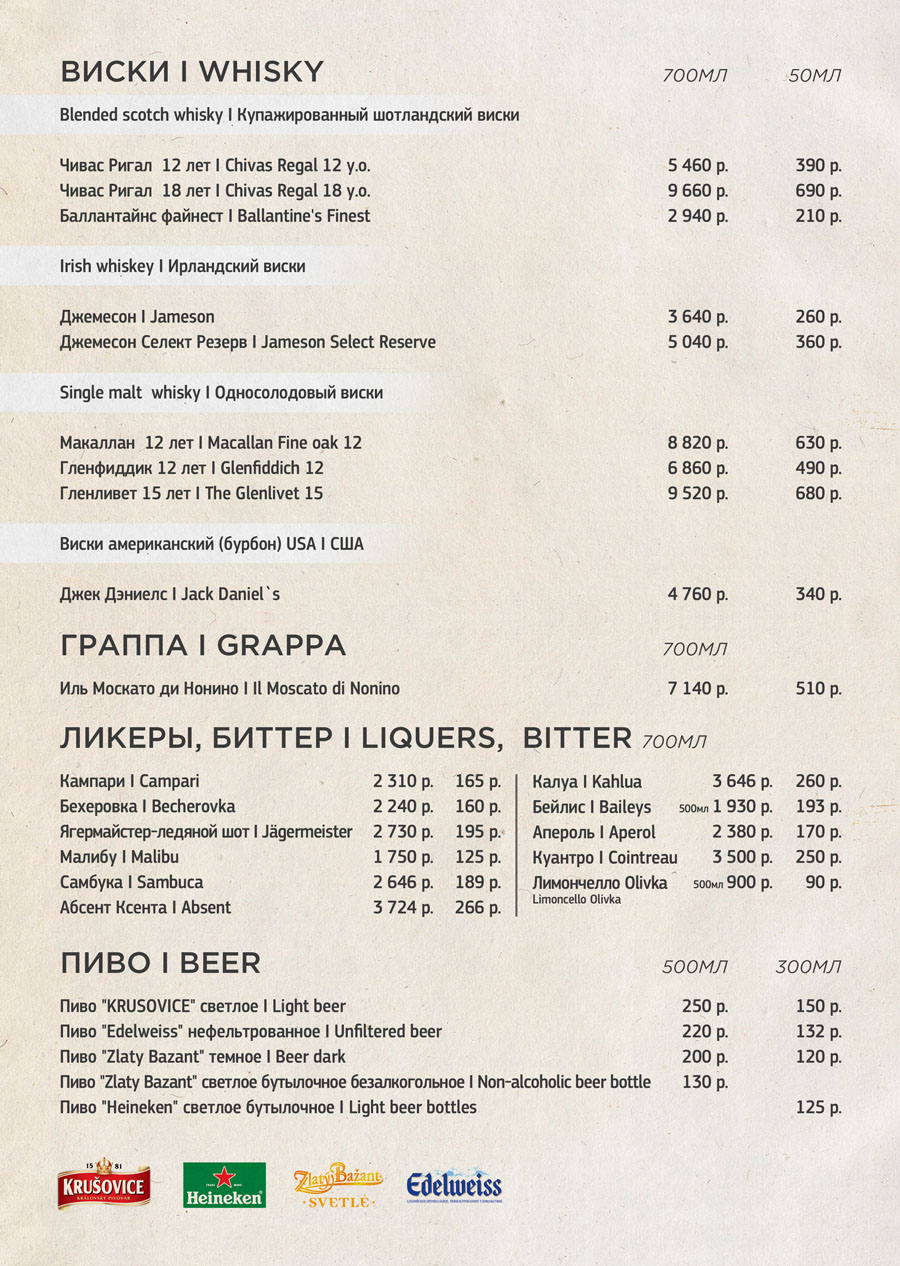 ВИСКИ I WHISKY 700МЛ 50МЛ
Blended scotch whisky I Купажированный шотландский виски
Чивас Ригал 12 лет I Chivas Regal 12 y.o. 5 460 р. 390 р.
Чивас Ригал 18 лет I Chivas Regal 18 y.o. 9 660 р. 690 р.
Баллантайнс файнест I Ballantine's Finest 2 940 р. 210 р.
Irish whiskey I Ирландский виски
Джемесон I Jameson 3 640 р. 260 р.
Джемесон Селект Резерв I Jameson Select Reserve 5 040 р. 360 р.
Single malt whisky I Односолодовый виски
Макаллан 12 лет I Macallan Fine oak 12 8 820 р. 630 р.
Гленфиддик 12 лет I Glenfiddich 12 6 860 р. 490 р.
Гленливет 15 лет I The Glenlivet 15 9 520 р. 680 р.
Виски американский (бурбон) USA I США
Джек Дэниелс I Jack Daniel`s 4 760 р. 340 р.
ГРАППА I GRAPPA 700МЛ
Иль Москато ди Нонино I Il Moscato di Nonino 7 140 р. 510 р.
ЛИКЕРЫ, БИТТЕР I LIQUERS, BITTER 700МЛ
Кампари I Campari 2 310 р. 165 р.
Бехеровка I Becherovka 2 240 р. 160 р.
Ягермайстер-ледяной шот I Jägermeister 2 730 р. 195 р.
Малибу I Malibu 1 750 р. 125 р.
Самбука I Sambuca 2 646 р. 189 р.
Абсент Ксента I Absent 3 724 р. 266 р.
Калуа I Kahlua 3 646 р. 260 р.
Бейлис I Baileys 500мл 1 930 р. 193 р.
Апероль I Aperol 2 380 р. 170 р.
Куантро I Cointreau 3 500 р. 250 р.
Лимончелло Olivka 500мл 900 р. 90 р.
Limoncello Olivka
ПИВО I BEER 500МЛ 300МЛ
Пиво "KRUSOVICE" светлое I Light beer 250 р. 150 р.
Пиво "Edelweiss" нефельтрованное I Unfiltered beer 220 р. 132 р.
Пиво "Zlaty Bazant" темное I Beer dark 200 р. 120 р.
Пиво "Zlaty Bazant" светлое бутылочное безалкогольное I Non-alcoholic beer bottle 130 р.
Пиво "Heineken" светлое бутылочное I Light beer bottles 125 р.
15 81
KRUŠOVICE
KRÁLOVSKÝ PIVOVAR
Heineken
Zlatý Bažant
SVETLÉ
Edelweiss